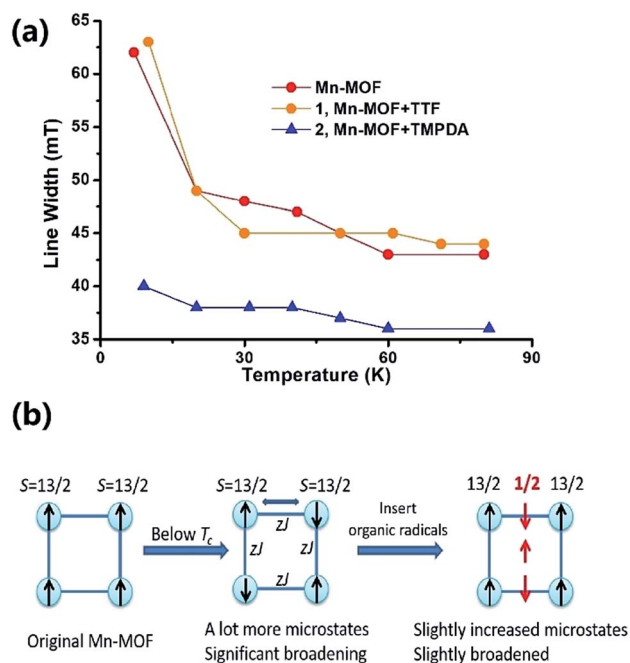 (a)
65
60
55
50
45
40
35
Line Width (mT)
Mn-MOF
1, Mn-MOF+TTF
2, Mn-MOF+TMPDA
0 30 60 90
Temperature (K)
(b)
S=13/2 S=13/2
S=13/2 S=13/2
13/2 1/2 13/2
Below Tc
zJ
zJ
zJ
zJ
Insert
organic radicals
Original Mn-MOF
A lot more microstates
Significant broadening
Slightly increased microstates
Slightly broadened